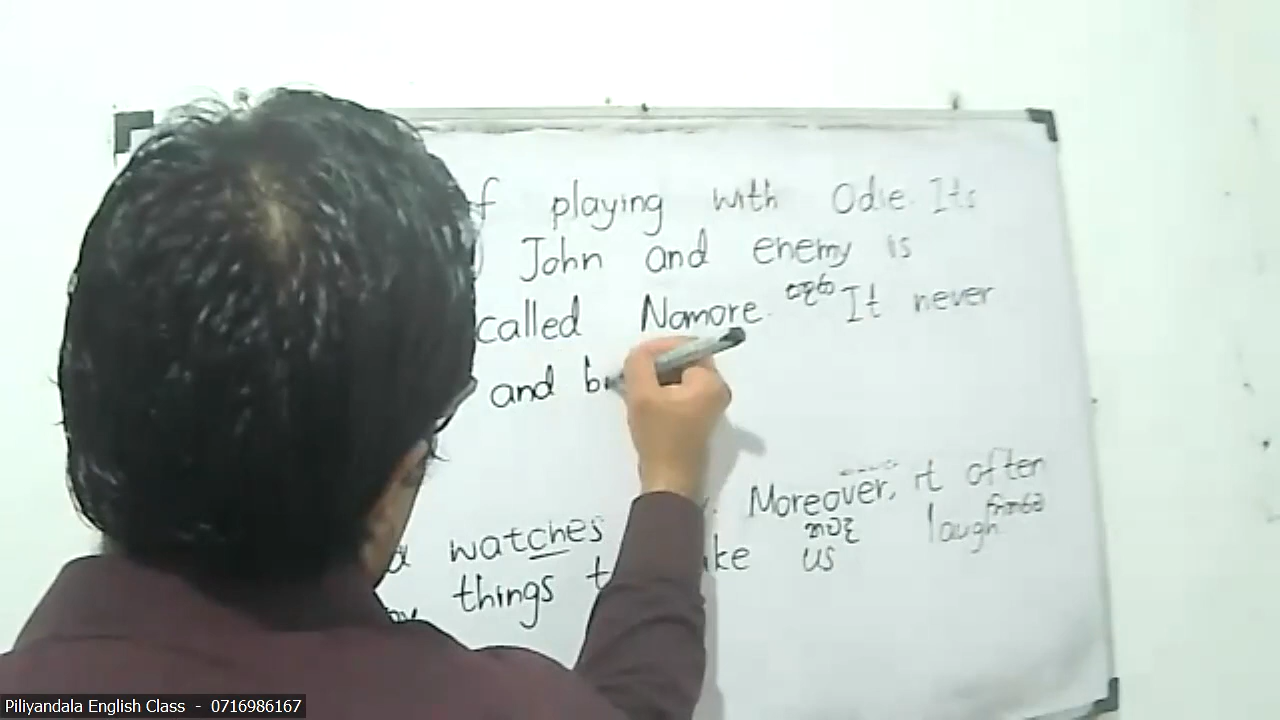 f playing with Odie. Its
John and enemy is
called Nomore. It never
and b
watches Moreover, it often
things us laugh
Piliyandala English Class - 0716986167